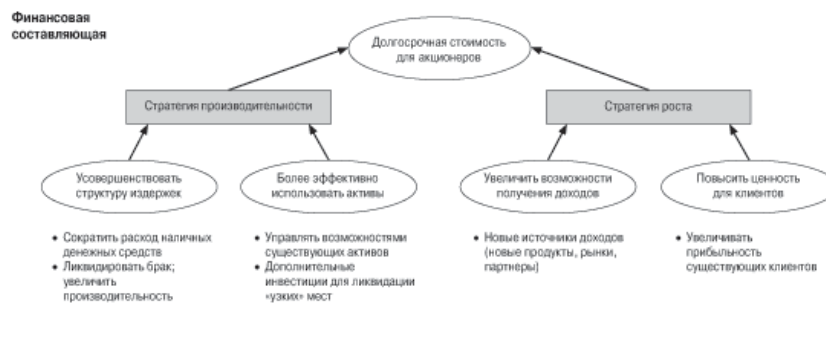 Финансовая
составляющая
Долгосрочная стоимость
для акционеров
Стратегия производительности
Стратегия роста
Усовершенствовать
структуру издержек
Более эффективно
использовать активы
Увеличить возможности
получения доходов
Повысить ценность
для клиентов
• Сократить расход наличных
денежных средств
• Ликвидировать брак;
увеличить
производительность
• Управлять возможностями
существующих активов
• Дополнительные
инвестиции для ликвидации
«узких» мест
• Новые источники доходов
(новые продукты, рынки,
партнеры)
• Увеличивать
прибыльность
существующих клиентов